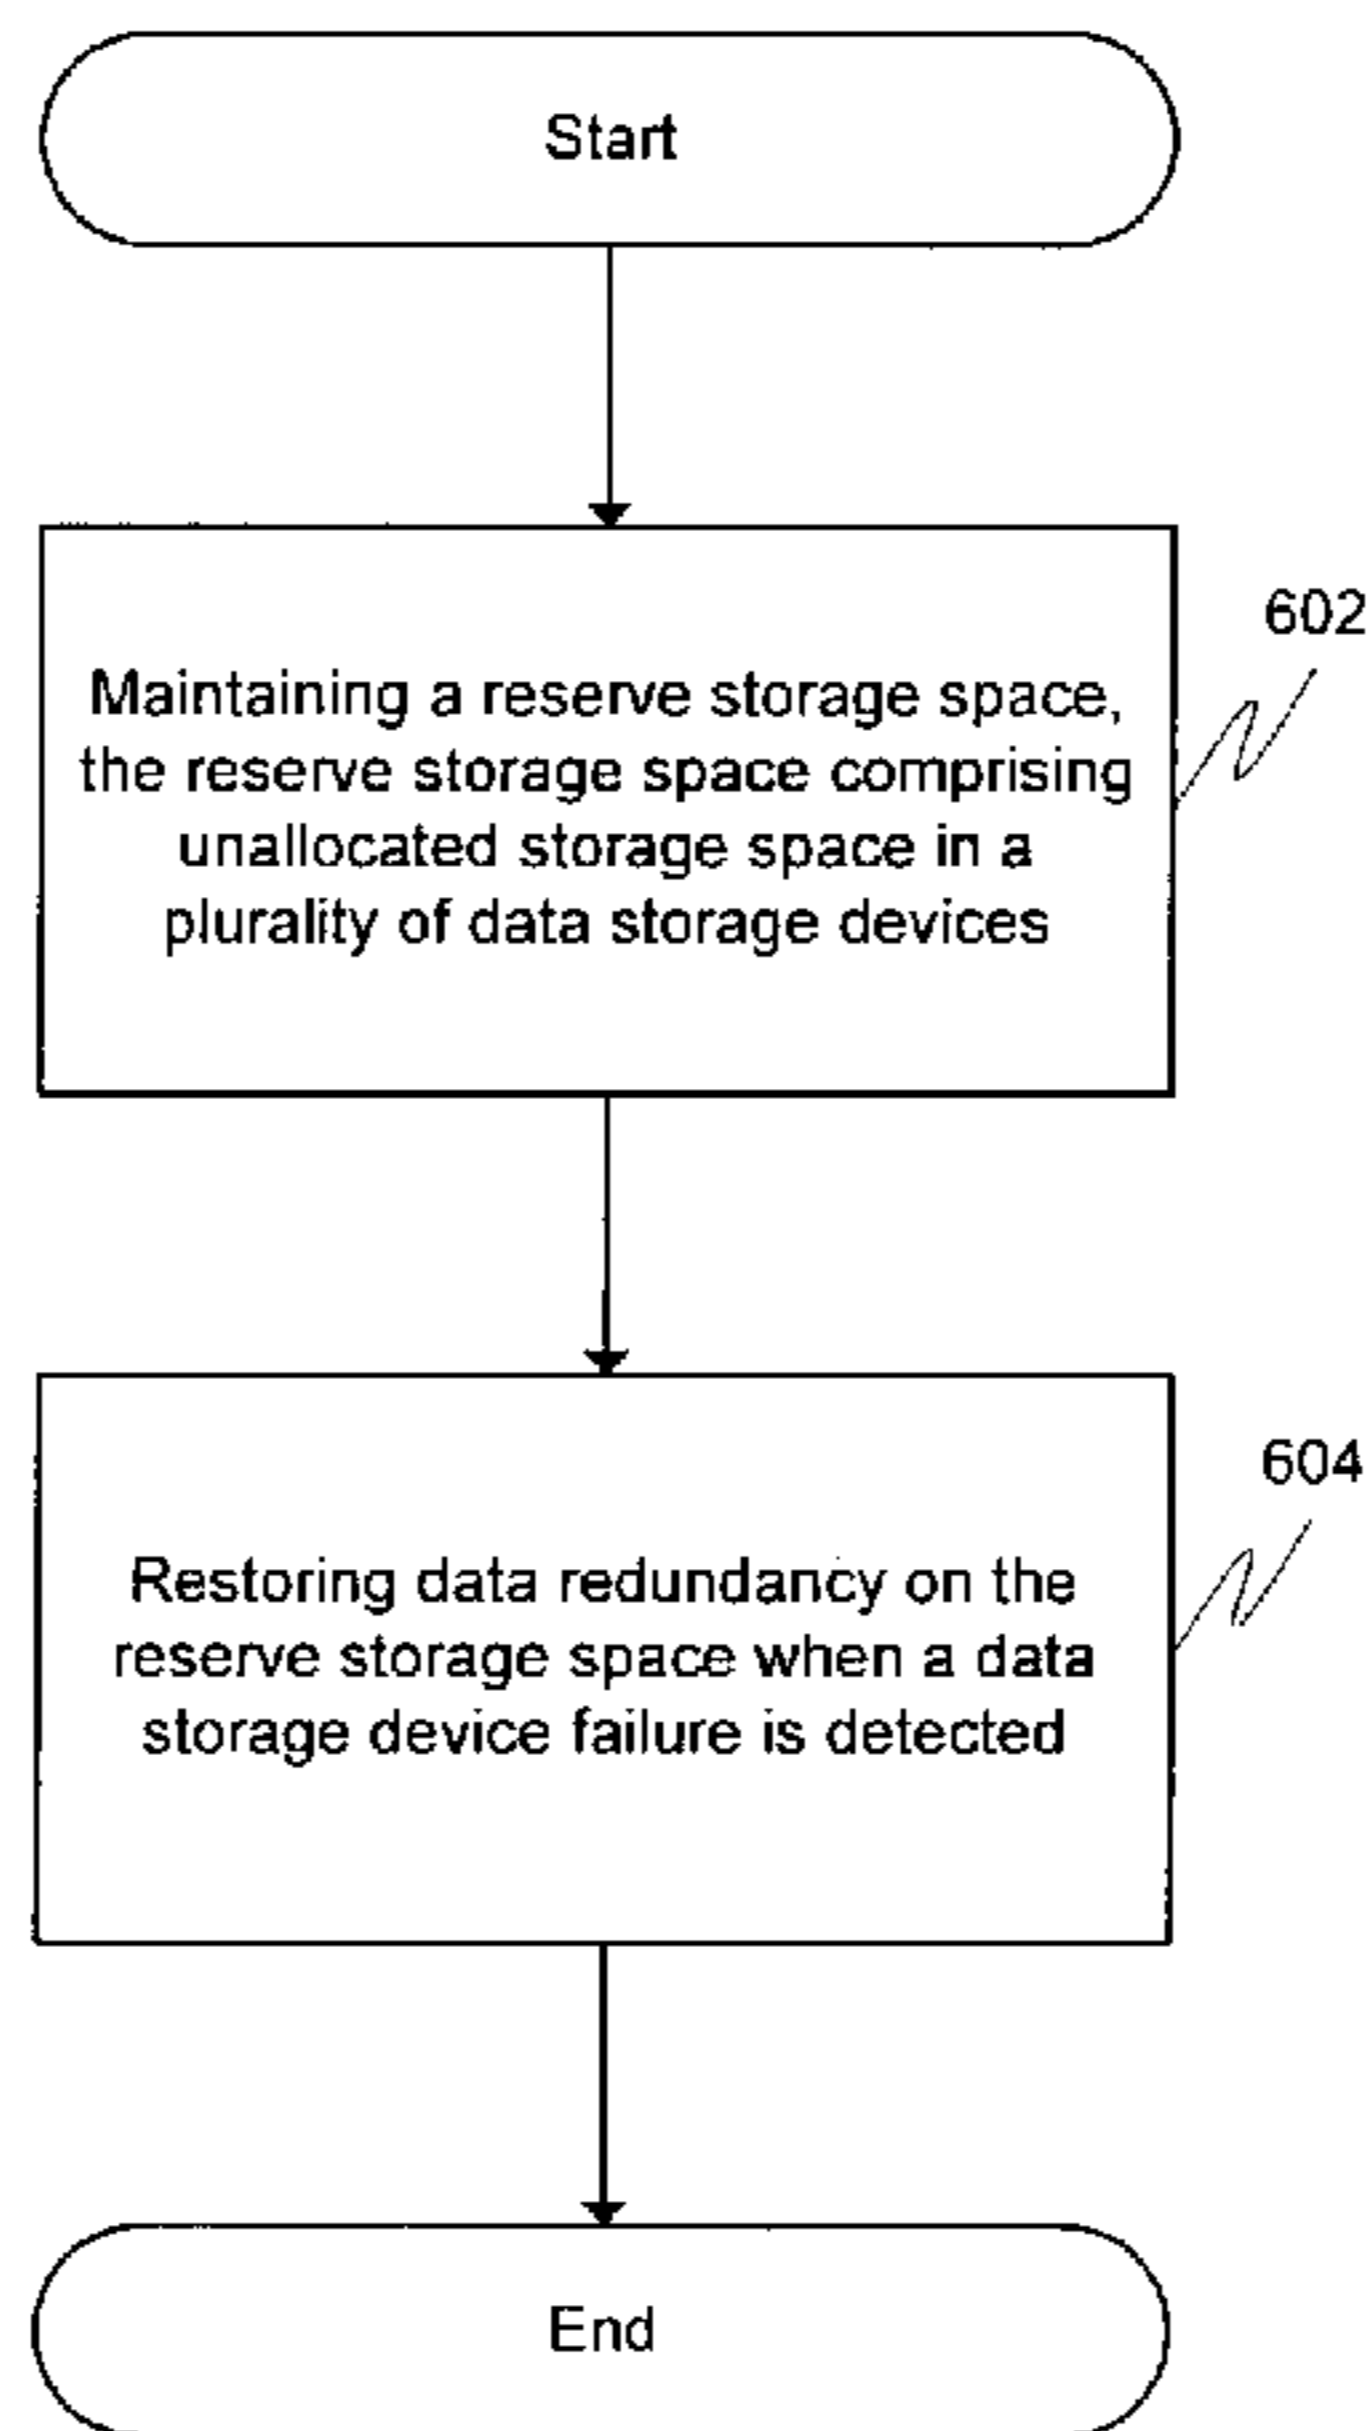 Start
602
Maintaining a reserve storage space,
the reserve storage space comprising
unallocated storage space in a
plurality of data storage devices
604
Restoring data redundancy on the
reserve storage space when a data
storage device failure is detected
End